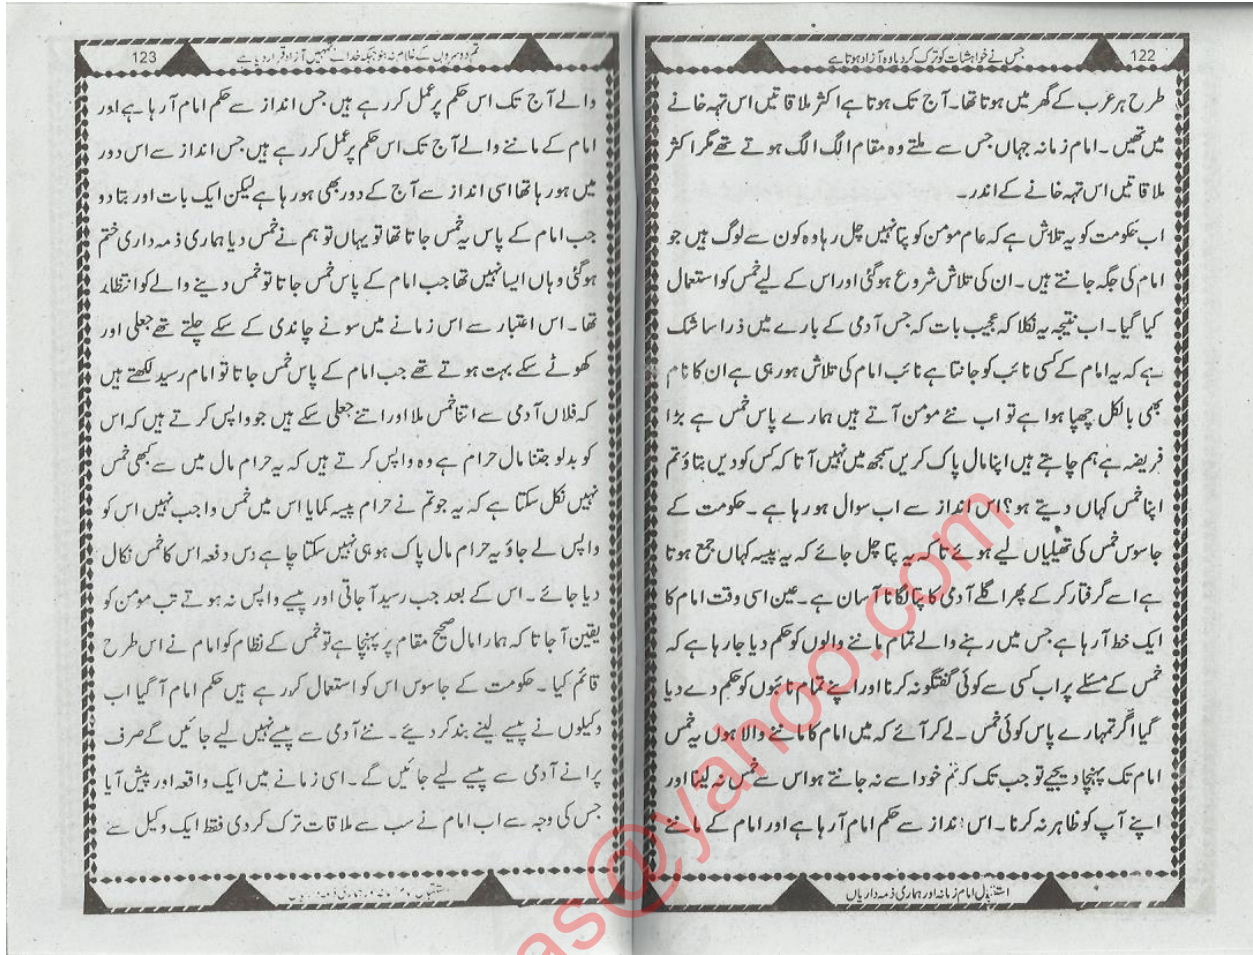 جس نے خواہشات کو ترک کر دیا وہ آزاد ہوتا ہے
122
طرح ہر عرب کے گھر میں ہوتا تھا۔ آج تک ہوتا ہے اکثر ملاقاتیں اس تہہ خانے
میں تھیں۔ امام زمانہ جہاں جس سے ملتے وہ مقام الگ الگ ہوتے تھے مگر اکثر
ملاقاتیں اس تہہ خانے کے اندر۔
اب حکومت کو یہ تلاش ہے کہ عام مومن کو پتا نہیں چل رہا وہ کون سے لوگ ہیں جو
امام کی جگہ جانتے ہیں۔ ان کی تلاش شروع ہوگئی اور اس کے لیے خمس کو استعمال
کیا گیا۔ اب نتیجہ یہ نکلا کہ عجیب بات کہ جس آدمی کے بارے میں ذرا سا شک
ہے کہ یہ امام کے کسی نائب کو جانتا ہے نائب امام کی تلاش ہو رہی ہے ان کا نام
بھی بالکل چھپا ہوا ہے تو اب نئے مومن آتے ہیں ہمارے پاس خمس ہے بڑا
فریضہ ہے ہم چاہتے ہیں اپنا مال پاک کریں سمجھ میں نہیں آتا کہ کس کو دیں بتاؤ تم
اپنا خمس کہاں دیتے ہو؟ اس انداز سے اب سوال ہو رہا ہے۔ حکومت کے
جاسوس خمس کی تھیلیاں لیے ہوئے تاکہ یہ پتا چل جائے کہ یہ پیسہ کہاں جمع ہوتا
ہے اسے گرفتار کر کے پھر اگلے آدمی کا پتا لگانا آسان ہے۔ عین اسی وقت امام کا
ایک خط آ رہا ہے جس میں رہنے والے تمام ماننے والوں کو حکم دیا جا رہا ہے کہ
خمس کے مسئلے پر اب کسی سے کوئی گفتگو نہ کرنا اور اپنے تمام نائبوں کو حکم دے دیا
گیا اگر تمہارے پاس کوئی خمس لے کر آئے کہ میں امام کا ماننے والا ہوں یہ خمس
امام تک پہنچا دیجیے تو جب تک کہ تم خود اسے نہ جانتے ہو اس سے خمس نہ لینا اور
اپنے آپ کو ظاہر نہ کرنا۔ اس انداز سے حکم امام آ رہا ہے اور امام کے ماننے
استقبال امام زمانہ اور ہماری ذمہ داریاں
تم دوسروں کے غلام نہ بنو جبکہ خدا نے تمہیں آزاد قرار دیا ہے
123
والے آج تک اس حکم پر عمل کر رہے ہیں جس انداز سے حکم امام آ رہا ہے اور
امام کے ماننے والے آج تک اس حکم پر عمل کر رہے ہیں جس انداز سے اس دور
میں ہو رہا تھا اسی انداز سے آج کے دور بھی ہو رہا ہے لیکن ایک بات اور بتا دو
جب امام کے پاس یہ خمس جاتا تھا تو یہاں تو ہم نے خمس دیا ہماری ذمہ داری ختم
ہوگئی وہاں ایسا نہیں تھا جب امام کے پاس خمس جاتا تو خمس دینے والے کو انتظار
تھا۔ اس اعتبار سے اس زمانے میں سونے چاندی کے سکے چلتے تھے جعلی اور
کھوٹے سکے بہت ہوتے تھے جب امام کے پاس خمس جاتا تو امام رسید لکھتے ہیں
کہ فلاں آدمی سے اتنا خمس ملا اور اتنے جعلی سکے ہیں جو واپس کرتے ہیں کہ اس
کو بدلو جتنا مال حرام ہے وہ واپس کرتے ہیں کہ یہ حرام مال میں سے کبھی خمس
نہیں نکل سکتا ہے کہ یہ جو تم نے حرام پیسہ کمایا اس میں خمس واجب نہیں اس کو
واپس لے جاؤ یہ حرام مال پاک ہو ہی نہیں سکتا چاہے دس دفعہ اس کا خمس نکال
دیا جائے۔ اس کے بعد جب رسید آ جاتی اور پیسے واپس نہ ہوتے تب مومن کو
یقین آ جاتا کہ ہمارا مال صحیح مقام پر پہنچا ہے تو خمس کے نظام کو امام نے اس طرح
قائم کیا۔ حکومت کے جاسوس اس کو استعمال کر رہے ہیں حکم امام آ گیا اب
وکیلوں نے پیسے لینے بند کر دیئے۔ نئے آدمی سے پیسے نہیں لیے جائیں گے صرف
پرانے آدمی سے پیسے لیے جائیں گے۔ اسی زمانے میں ایک واقعہ اور پیش آیا
جس کی وجہ سے اب امام نے سب سے ملاقات ترک کر دی فقط ایک وکیل سے
as@yahoo.com